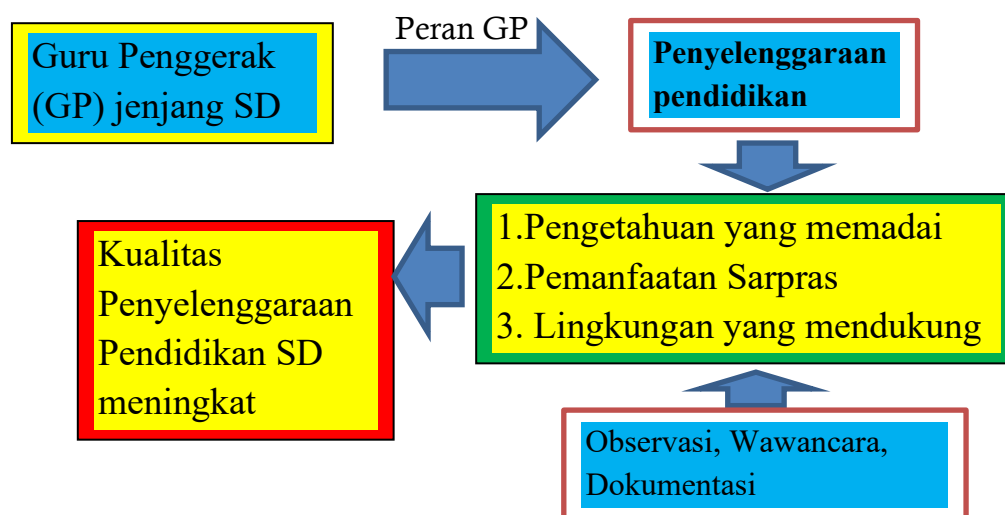 Guru Penggerak
(GP) jenjang SD
Peran GP
Penyelenggaraan
pendidikan
1.Pengetahuan yang memadai
2.Pemanfaatan Sarpras
3. Lingkungan yang mendukung
Kualitas
Penyelenggaraan
Pendidikan SD
meningkat
Observasi, Wawancara,
Dokumentasi